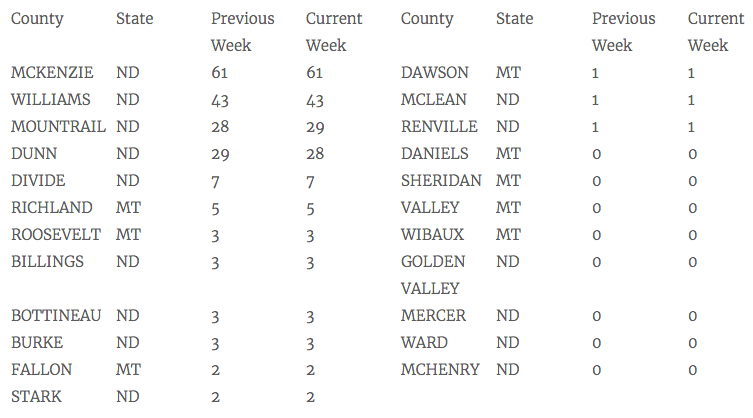 County State Previous Week Current Week County State Previous Week Current Week
MCKENZIE ND 61 61 DAWSON MT 1 1
WILLIAMS ND 43 43 MCLEAN ND 1 1
MOUNTRAIL ND 28 29 RENVILLE ND 1 1
DUNN ND 29 28 DANIELS MT 0 0
DIVIDE ND 7 7 SHERIDAN MT 0 0
RICHLAND MT 5 5 VALLEY MT 0 0
ROOSEVELT MT 3 3 WIBAUX MT 0 0
BILLINGS ND 3 3 GOLDEN VALLEY ND 0 0
BOTTINEAU ND 3 3 MERCER ND 0 0
BURKE ND 3 3 WARD ND 0 0
FALLON MT 2 2 MCHENRY ND 0 0
STARK ND 2 2